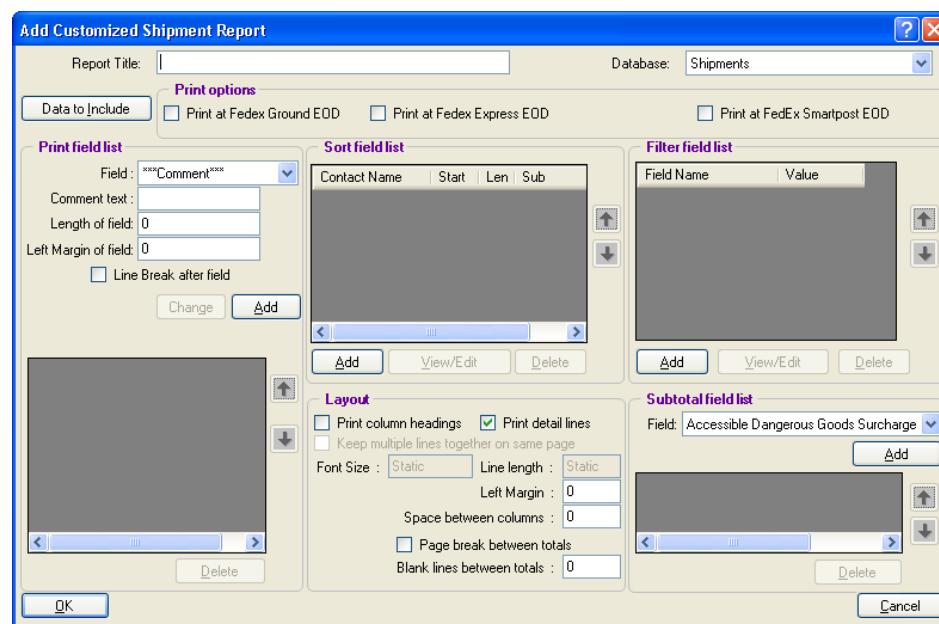 Add Customized Shipment Report
Report Title:
Database: Shipments
Data to Include
Print options
Print at Fedex Ground EOD
Print at Fedex Express EOD
Print at FedEx Smartpost EOD
Print field list
Field : ***Comment***
Comment text :
Length of field: 0
Left Margin of field: 0
Line Break after field
Change Add
Delete
Sort field list
Contact Name Start Len Sub
Add View/Edit Delete
Filter field list
Field Name Value
Add View/Edit Delete
Layout
Print column headings Print detail lines
Keep multiple lines together on same page
Font Size : Static Line length : Static
Left Margin : 0
Space between columns : 0
Page break between totals
Blank lines between totals : 0
Subtotal field list
Field: Accessible Dangerous Goods Surcharge
Add
Delete
OK
Cancel